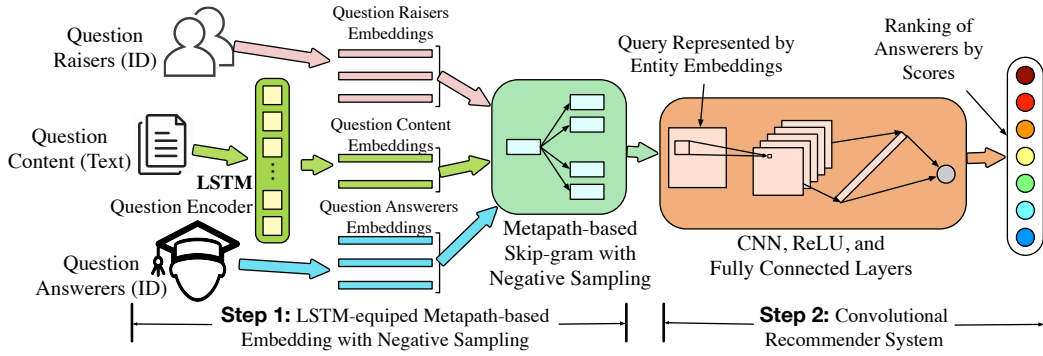 Question
Raisers (ID)
Question Raisers
Embeddings
Question
Content (Text)
LSTM
Question Encoder
Question Content
Embeddings
Question
Answerers (ID)
Question Answerers
Embeddings
Metapath-based
Skip-gram with
Negative Sampling
Query Represented by
Entity Embeddings
CNN, ReLU, and
Fully Connected Layers
Ranking
of
Answerers by
Scores
Step 1: LSTM-equiped Metapath-based
Embedding with Negative Sampling
Step 2: Convolutional
Recommender System